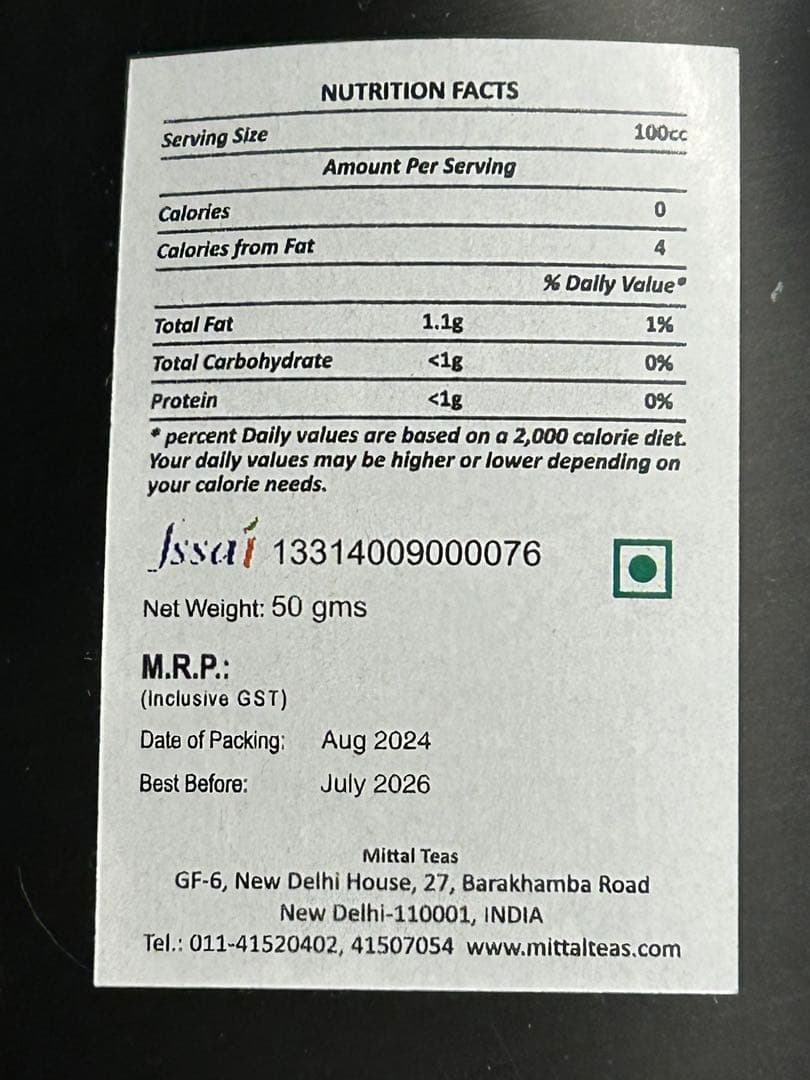 NUTRITION FACTS
Serving Size 100cc
Amount Per Serving
Calories 0
Calories from Fat 4
% Daily Value*
Total Fat 1.1g 1%
Total Carbohydrate <1g 0%
Protein <1g 0%
* percent Daily values are based on a 2,000 calorie diet.
Your daily values may be higher or lower depending on
your calorie needs.
fssai 13314009000076
Net Weight: 50 gms
M.R.P.:
(Inclusive GST)
Date of Packing: Aug 2024
Best Before: July 2026
Mittal Teas
GF-6, New Delhi House, 27, Barakhamba Road
New Delhi-110001, INDIA
Tel.: 011-41520402, 41507054 www.mittalteas.com